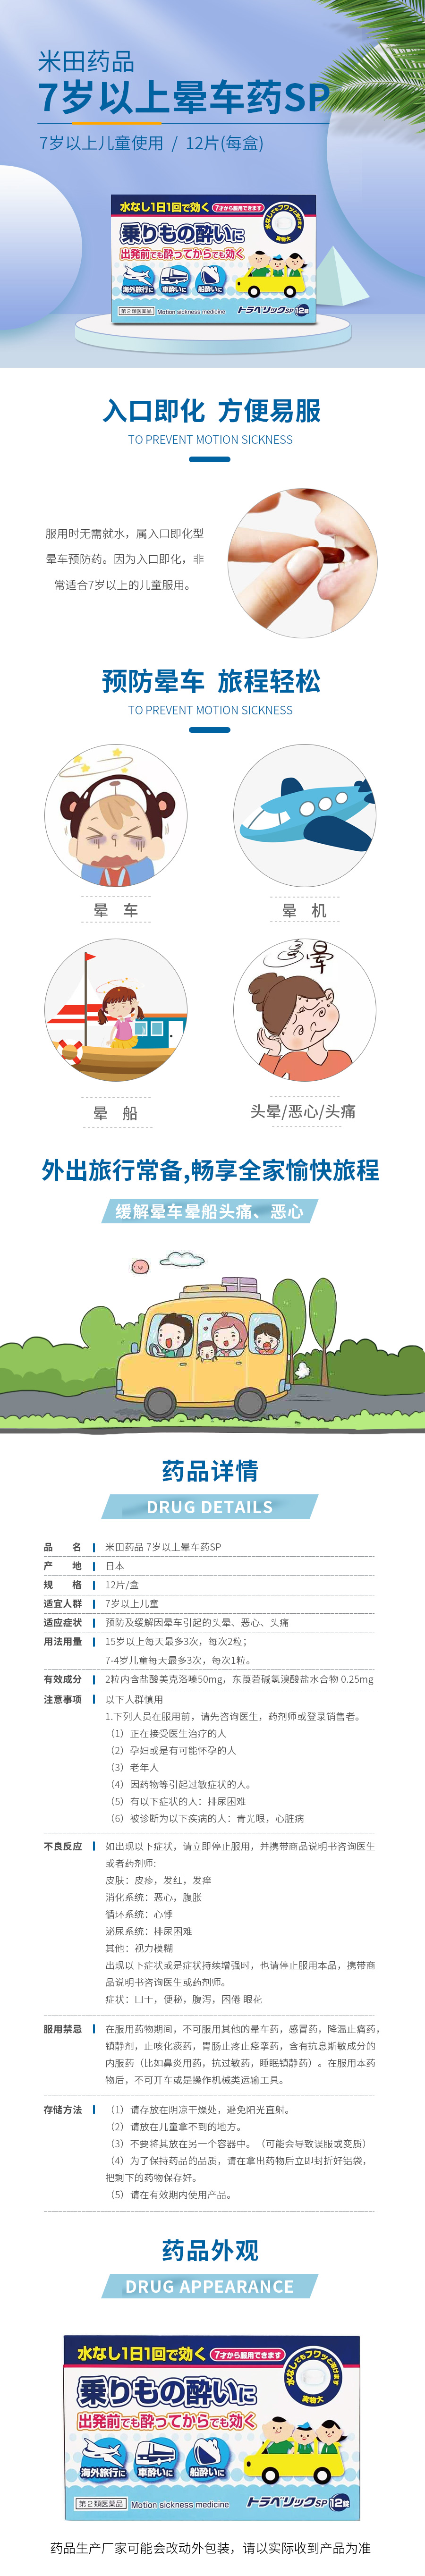 米田药品
7岁以上晕车药SP
7岁以上儿童使用 / 12片(每盒)
水なし1日1回で効く 7才から服用できます
水なしでもフワッと溶けます
実物大
乗りもの酔いに
出発前でも酔ってからでも効く
海外旅行に 車酔いに 船酔いに
第2類医薬品 Motion sickness medicine トラベリックSP 12錠
入口即化 方便易服
TO PREVENT MOTION SICKNESS
服用时无需就水，属入口即化型
晕车预防药。因为入口即化，非
常适合7岁以上的儿童服用。
预防晕车 旅程轻松
TO PREVENT MOTION SICKNESS
晕 车
晕 机
晕
晕 船
头晕/恶心/头痛
外出旅行常备,畅享全家愉快旅程
缓解晕车晕船头痛、恶心
药品详情
DRUG DETAILS
品 名 米田药品 7岁以上晕车药SP
产 地 日本
规 格 12片/盒
适宜人群 7岁以上儿童
适应症状 预防及缓解因晕车引起的头晕、恶心、头痛
用法用量 15岁以上每天最多3次，每次2粒；
7-4岁儿童每天最多3次，每次1粒。
有效成分 2粒内含盐酸美克洛嗪50mg，东莨菪碱氢溴酸盐水合物 0.25mg
注意事项 以下人群慎用
1.下列人员在服用前，请先咨询医生，药剂师或登录销售者。
（1）正在接受医生治疗的人
（2）孕妇或是有可能怀孕的人
（3）老年人
（4）因药物等引起过敏症状的人。
（5）有以下症状的人：排尿困难
（6）被诊断为以下疾病的人：青光眼，心脏病
不良反应 如出现以下症状，请立即停止服用，并携带商品说明书咨询医生
或者药剂师:
皮肤：皮疹，发红，发痒
消化系统：恶心，腹胀
循环系统：心悸
泌尿系统：排尿困难
其他：视力模糊
出现以下症状或是症状持续增强时，也请停止服用本品，携带商
品说明书咨询医生或药剂师。
症状：口干，便秘，腹泻，困倦 眼花
服用禁忌 在服用药物期间，不可服用其他的晕车药，感冒药，降温止痛药，
镇静剂，止咳化痰药，胃肠止疼止痉挛药，含有抗息斯敏成分的
内服药（比如鼻炎用药，抗过敏药，睡眠镇静药）。在服用本药
物后，不可开车或是操作机械类运输工具。
存储方法 （1）请存放在阴凉干燥处，避免阳光直射。
（2）请放在儿童拿不到的地方。
（3）不要将其放在另一个容器中。（可能会导致误服或变质）
（4）为了保持药品的品质，请在拿出药物后立即封折好铝袋，
把剩下的药物保存好。
（5）请在有效期内使用产品。
药品外观
DRUG APPEARANCE
水なし1日1回で効く 7才から服用できます
水なしでもフワッと溶けます
実物大
乗りもの酔いに
出発前でも酔ってからでも効く
海外旅行に 車酔いに 船酔いに
第2類医薬品 Motion sickness medicine トラベリックSP 12錠
药品生产厂家可能会改动外包装，请以实际收到产品为准